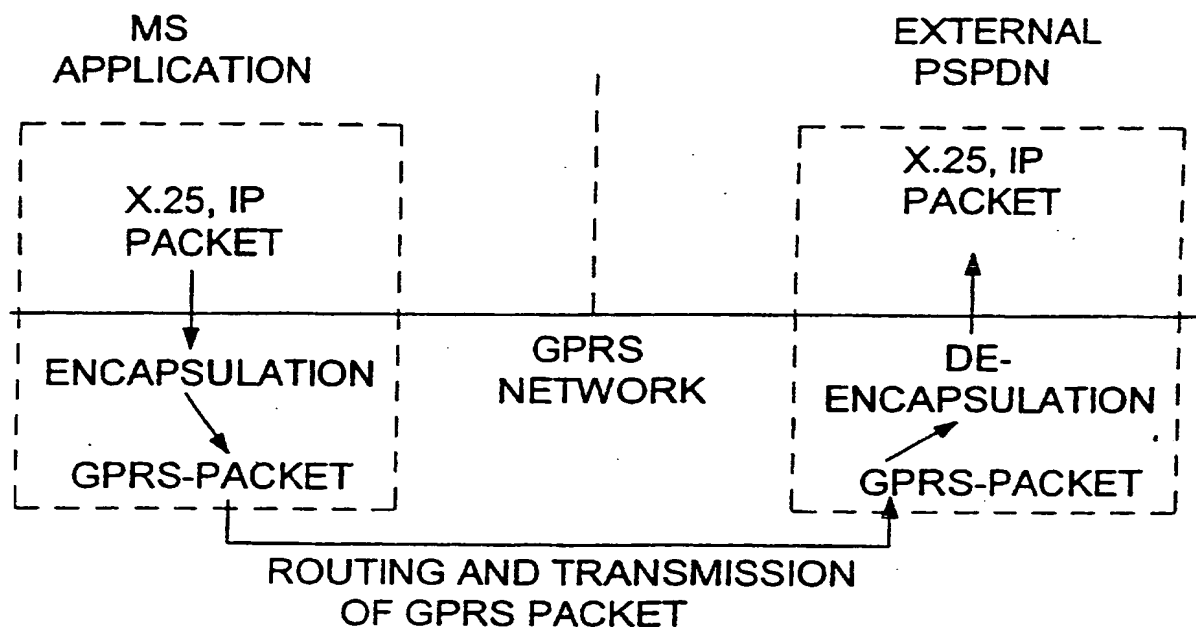 MS
APPLICATION
EXTERNAL
PSPDN
X.25, IP
PACKET
X.25, IP
PACKET
ENCAPSULATION
GPRS
NETWORK
DE-
ENCAPSULATION
GPRS-PACKET
GPRS-PACKET
ROUTING AND TRANSMISSION
OF GPRS PACKET